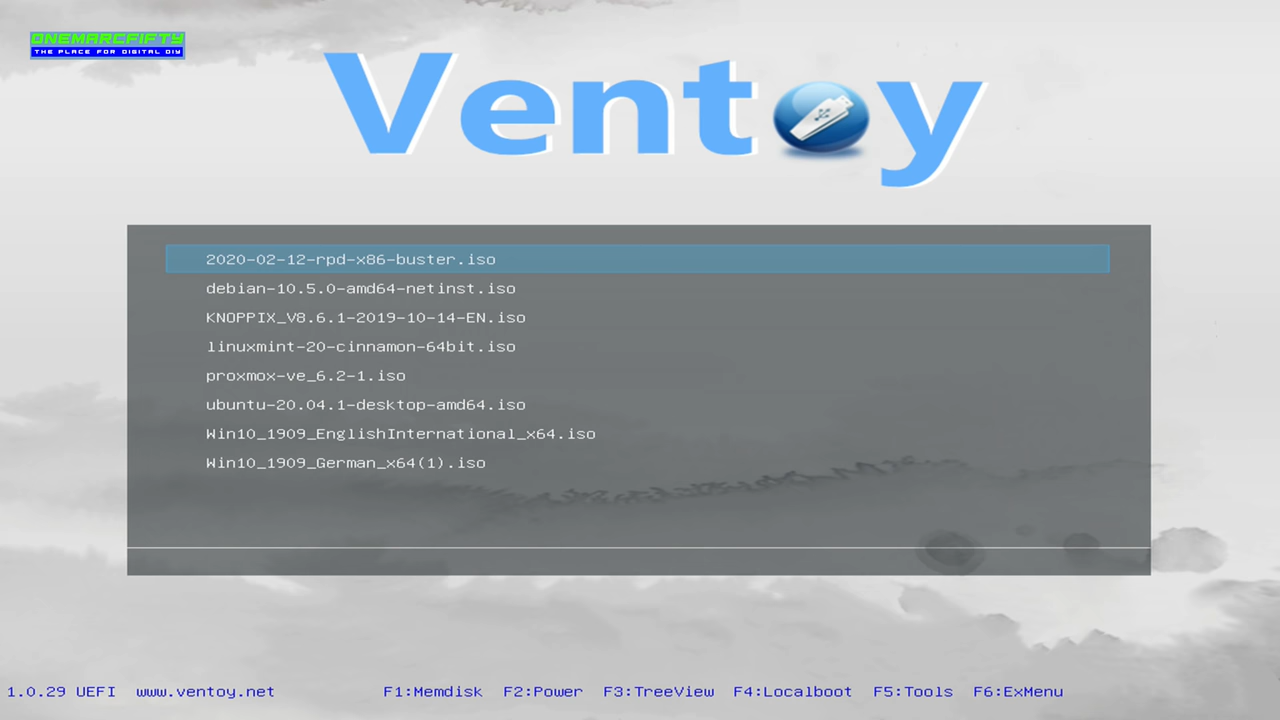 ONEMARCFIFTY
THE PLACE FOR DIGITAL DIY
Ventoy
2020-02-12-rpd-x86-buster.iso
debian-10.5.0-amd64-netinst.iso
KNOPPIX_V8.6.1-2019-10-14-EN.iso
linuxmint-20-cinnamon-64bit.iso
proxmox-ve_6.2-1.iso
ubuntu-20.04.1-desktop-amd64.iso
Win10_1909_EnglishInternational_x64.iso
Win10_1909_German_x64(1).iso
1.0.29 UEFI www.ventoy.net F1:Memdisk F2:Power F3:TreeView F4:Localboot F5:Tools F6:ExMenu